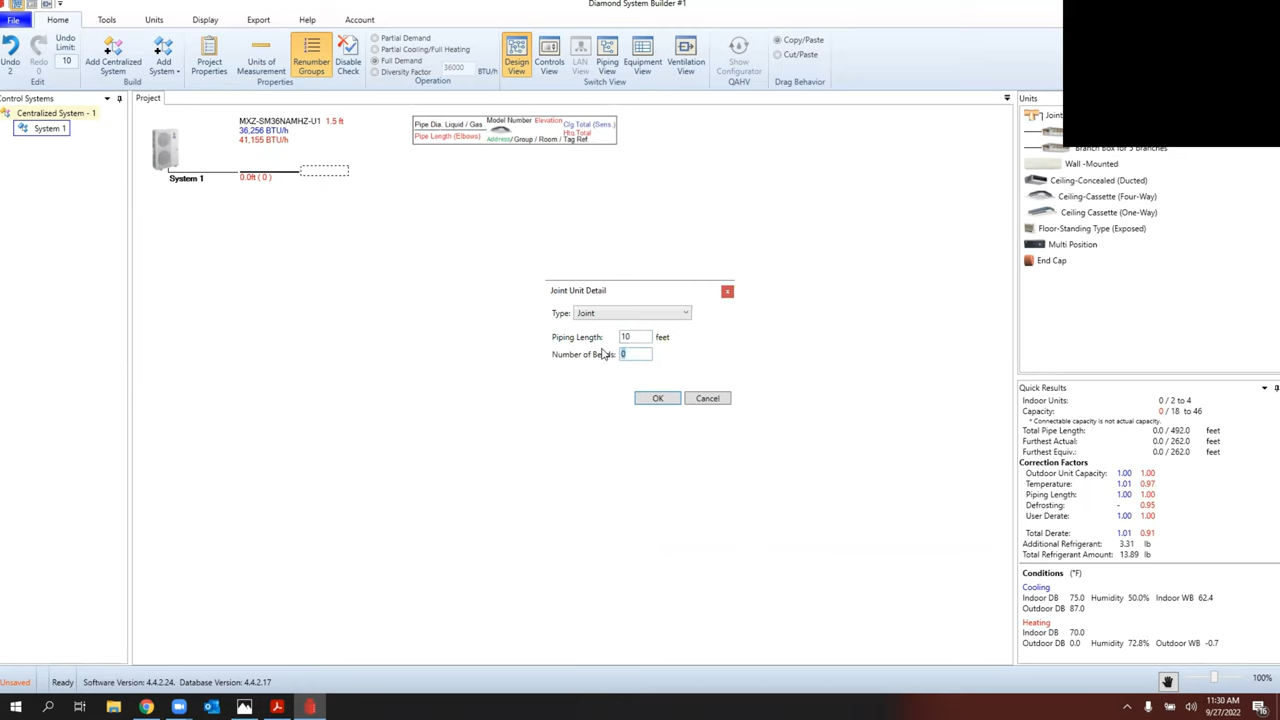 Diamond System Builder #1
File Home Tools Units Display Export Help Account
Undo 2
Redo 0
Undo Limit:
10
Edit
Add Centralized System
Add System
Build
Project Properties
Units of Measurement
Properties
Renumber Groups
Disable Check
Partial Demand
Partial Cooling/Full Heating
Full Demand
Diversity Factor 36000 BTU/h
Operation
Design View
Controls View
LAN View
Piping View
Equipment View
Ventilation View
Switch View
Show Configurator
QAHV
Copy/Paste
Cut/Paste
Drag Behavior
Control Systems
Centralized System - 1
System 1
Project
MXZ-SM36NAMHZ-U1 1.5 ft
36,256 BTU/h
41,155 BTU/h
System 1
0.0ft ( 0 )
Pipe Dia. Liquid / Gas
Pipe Length (Elbows)
Model Number Elevation
Address/ Group / Room / Tag Ref.
Clg Total (Sens.)
Htg Total
Joint Unit Detail
x
Type: Joint
Piping Length: 10 feet
Number of Bends: 0
OK Cancel
Units
Joint
Branch Box for 5 branches
Wall -Mounted
Ceiling-Concealed (Ducted)
Ceiling-Cassette (Four-Way)
Ceiling Cassette (One-Way)
Floor-Standing Type (Exposed)
Multi Position
End Cap
Quick Results
Indoor Units: 0 / 2 to 4
Capacity: 0 / 18 to 46
* Connectable capacity is not actual capacity.
Total Pipe Length: 0.0 / 492.0 feet
Furthest Actual: 0.0 / 262.0 feet
Furthest Equiv.: 0.0 / 262.0 feet
Correction Factors
Outdoor Unit Capacity: 1.00 1.00
Temperature: 1.01 0.97
Piping Length: 1.00 1.00
Defrosting: - 0.95
User Derate: 1.00 1.00
Total Derate: 1.01 0.91
Additional Refrigerant: 3.31 lb
Total Refrigerant Amount: 13.89 lb
Conditions (°F)
Cooling
Indoor DB 75.0 Humidity 50.0% Indoor WB 62.4
Outdoor DB 87.0
Heating
Indoor DB 70.0
Outdoor DB 0.0 Humidity 72.8% Outdoor WB -0.7
Unsaved Ready Software Version: 4.4.2.24. Database Version: 4.4.2.17
100%
11:30 AM
9/27/2022
16